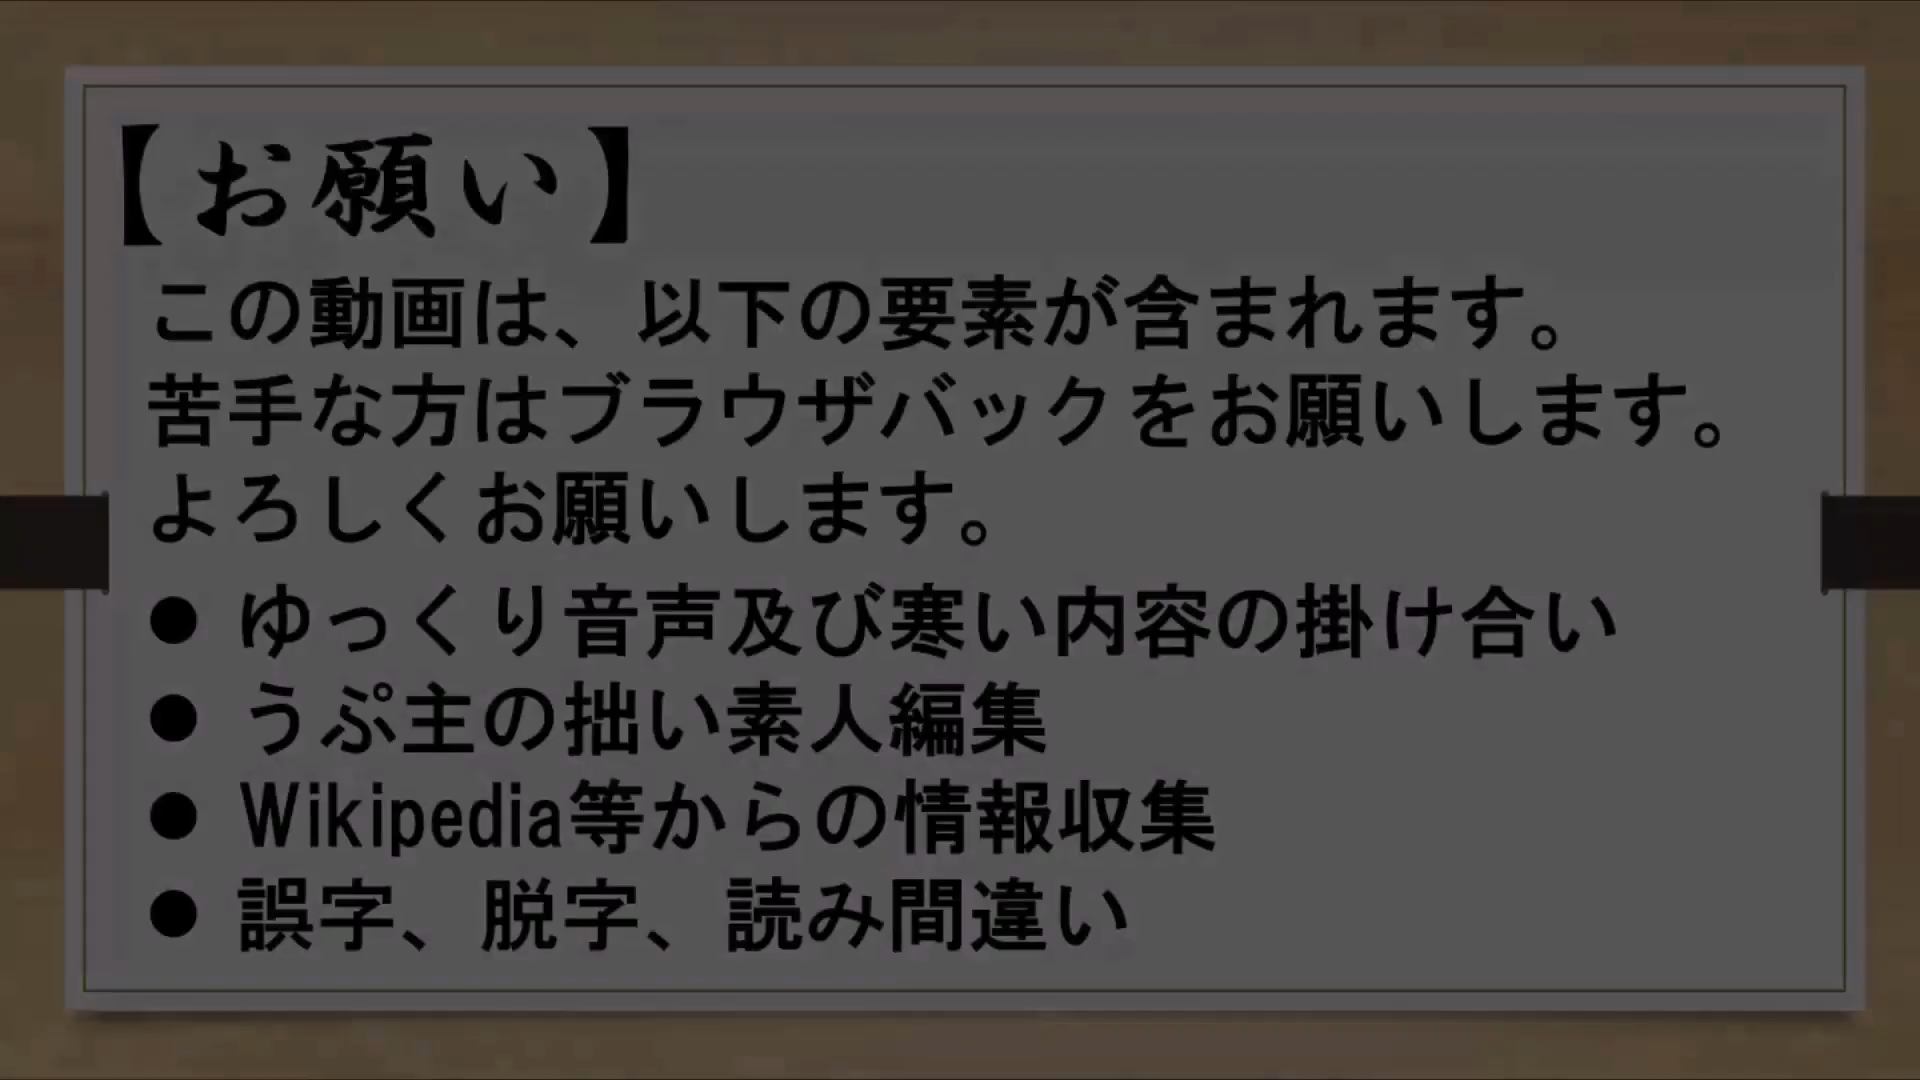 【お願い】
この動画は、以下の要素が含まれます。
苦手な方はブラウザバックをお願いします。
よろしくお願いします。
● ゆっくり音声及び寒い内容の掛け合い
● うぷ主の拙い素人編集
● Wikipedia等からの情報収集
● 誤字、脱字、読み間違い